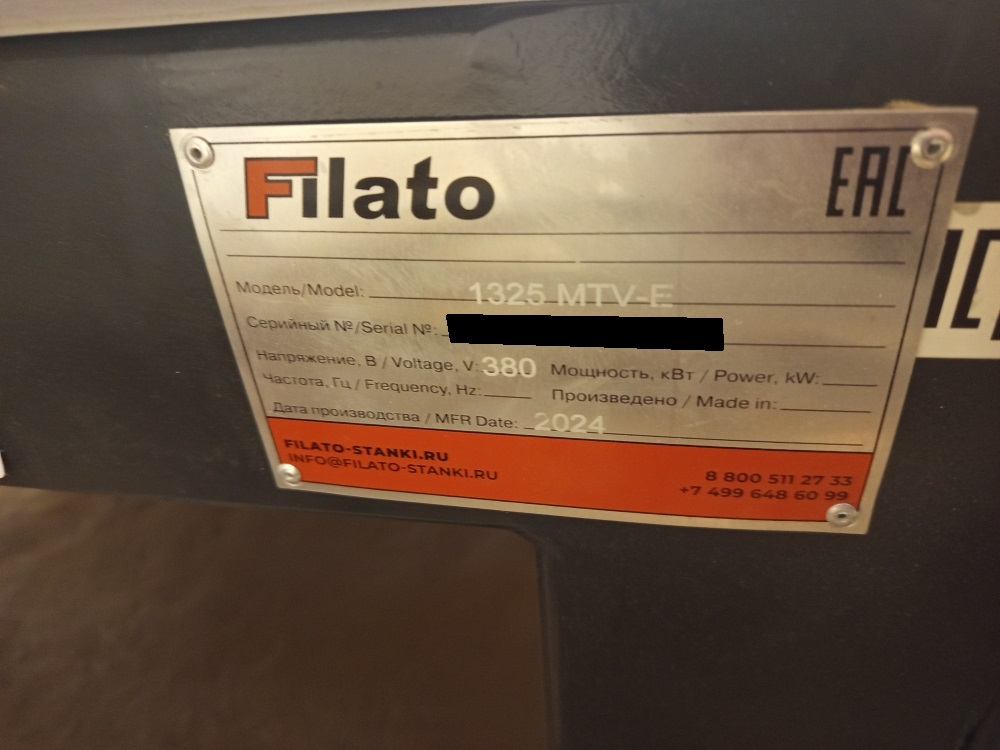 Filato EAC
Модель/Model: 1325 MTV-E
Серийный №/Serial №:
Напряжение, В / Voltage, V: 380 Мощность, кВт / Power, kW:
Частота, Гц / Frequency, Hz: Произведено / Made in:
Дата производства / MFR Date: 2024
FILATO-STANKI.RU
INFO@FILATO-STANKI.RU
8 800 511 27 33
+7 499 648 60 99